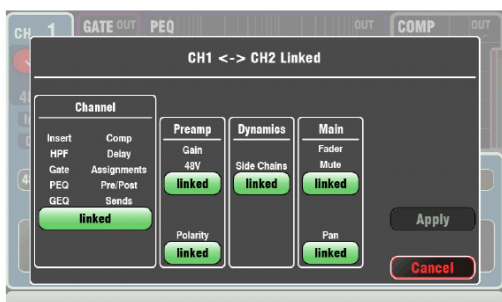 CH 1 GATE OUT PEQ OUT COMP OUT
CH1 <-> CH2 Linked
Channel
Insert Comp
HPF Delay
Gate Assignments
PEQ Pre/Post
GEQ Sends
linked
Preamp
Gain
48V
linked
Polarity
linked
Dynamics
Side Chains
linked
Main
Fader
Mute
linked
Pan
linked
Apply
Cancel